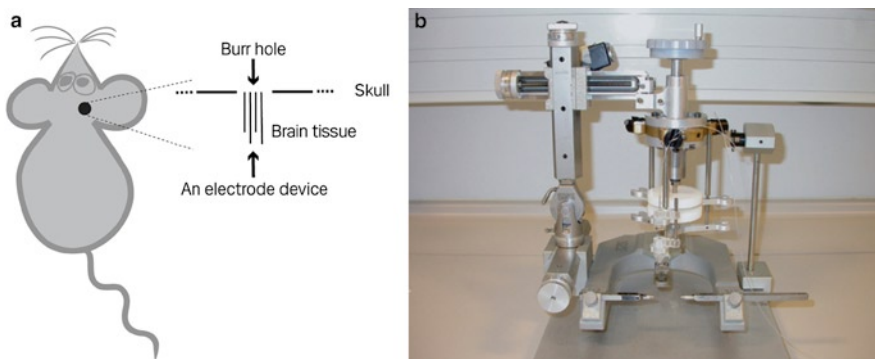 a
Burr hole
Skull
Brain tissue
An electrode device
b